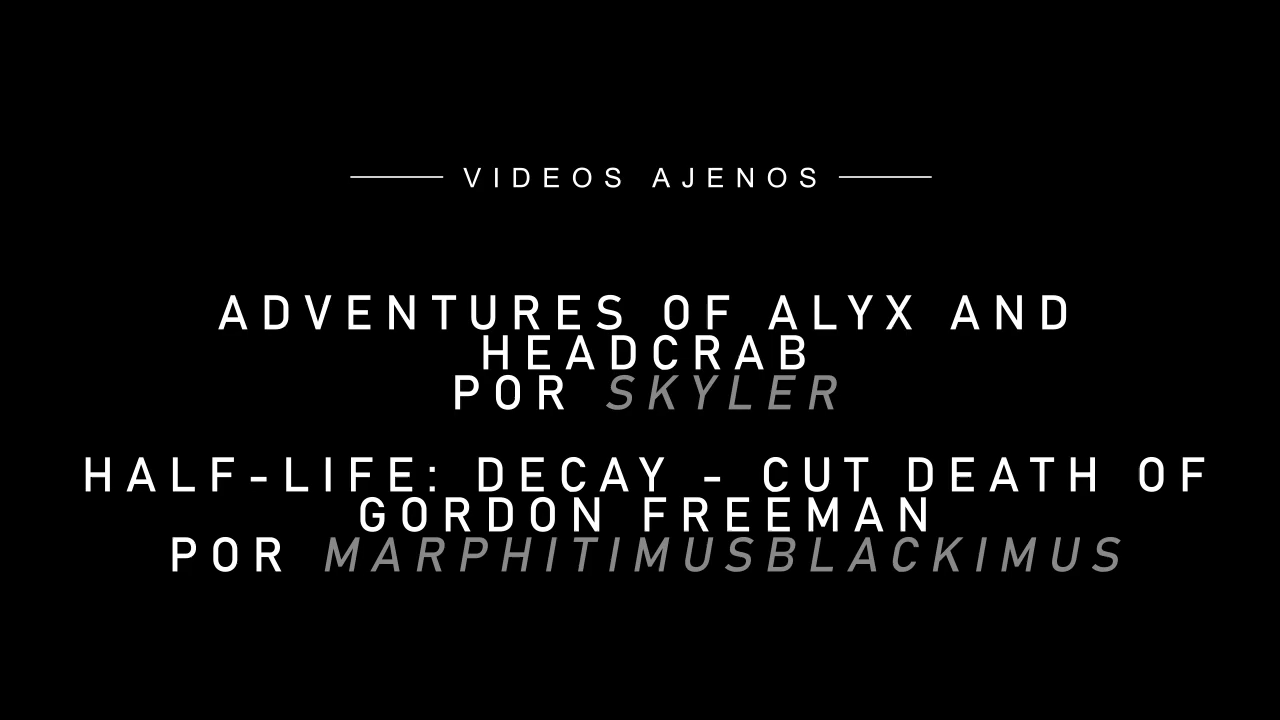 VIDEOS AJENOS
ADVENTURES OF ALYX AND
HEADCRAB
POR SKYLER
HALF-LIFE: DECAY - CUT DEATH OF
GORDON FREEMAN
POR MARPHITIMUSBLACKIMUS